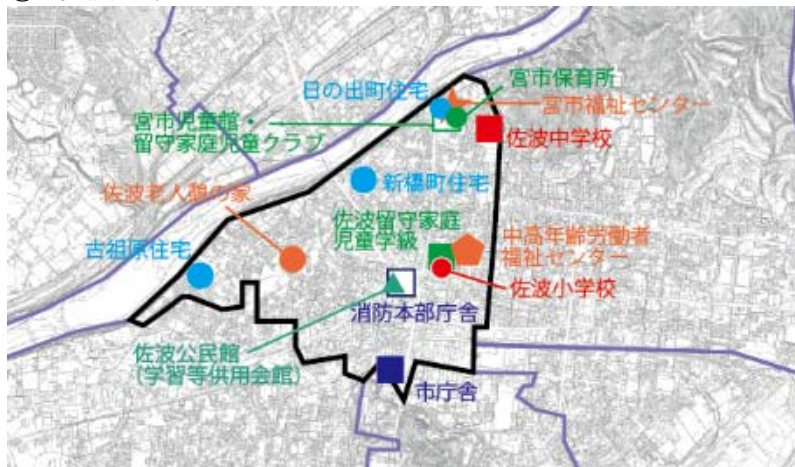 日の出町住宅
宮市保育所
宮市福祉センター
宮市児童館・
留守家庭児童クラブ
佐波中学校
新橋町住宅
佐波老人憩の家
佐波留守家庭
児童学級
中高年齢労働者
福祉センター
古祖原住宅
佐波小学校
消防本部庁舎
佐波公民館
(学習等供用会館)
市庁舎